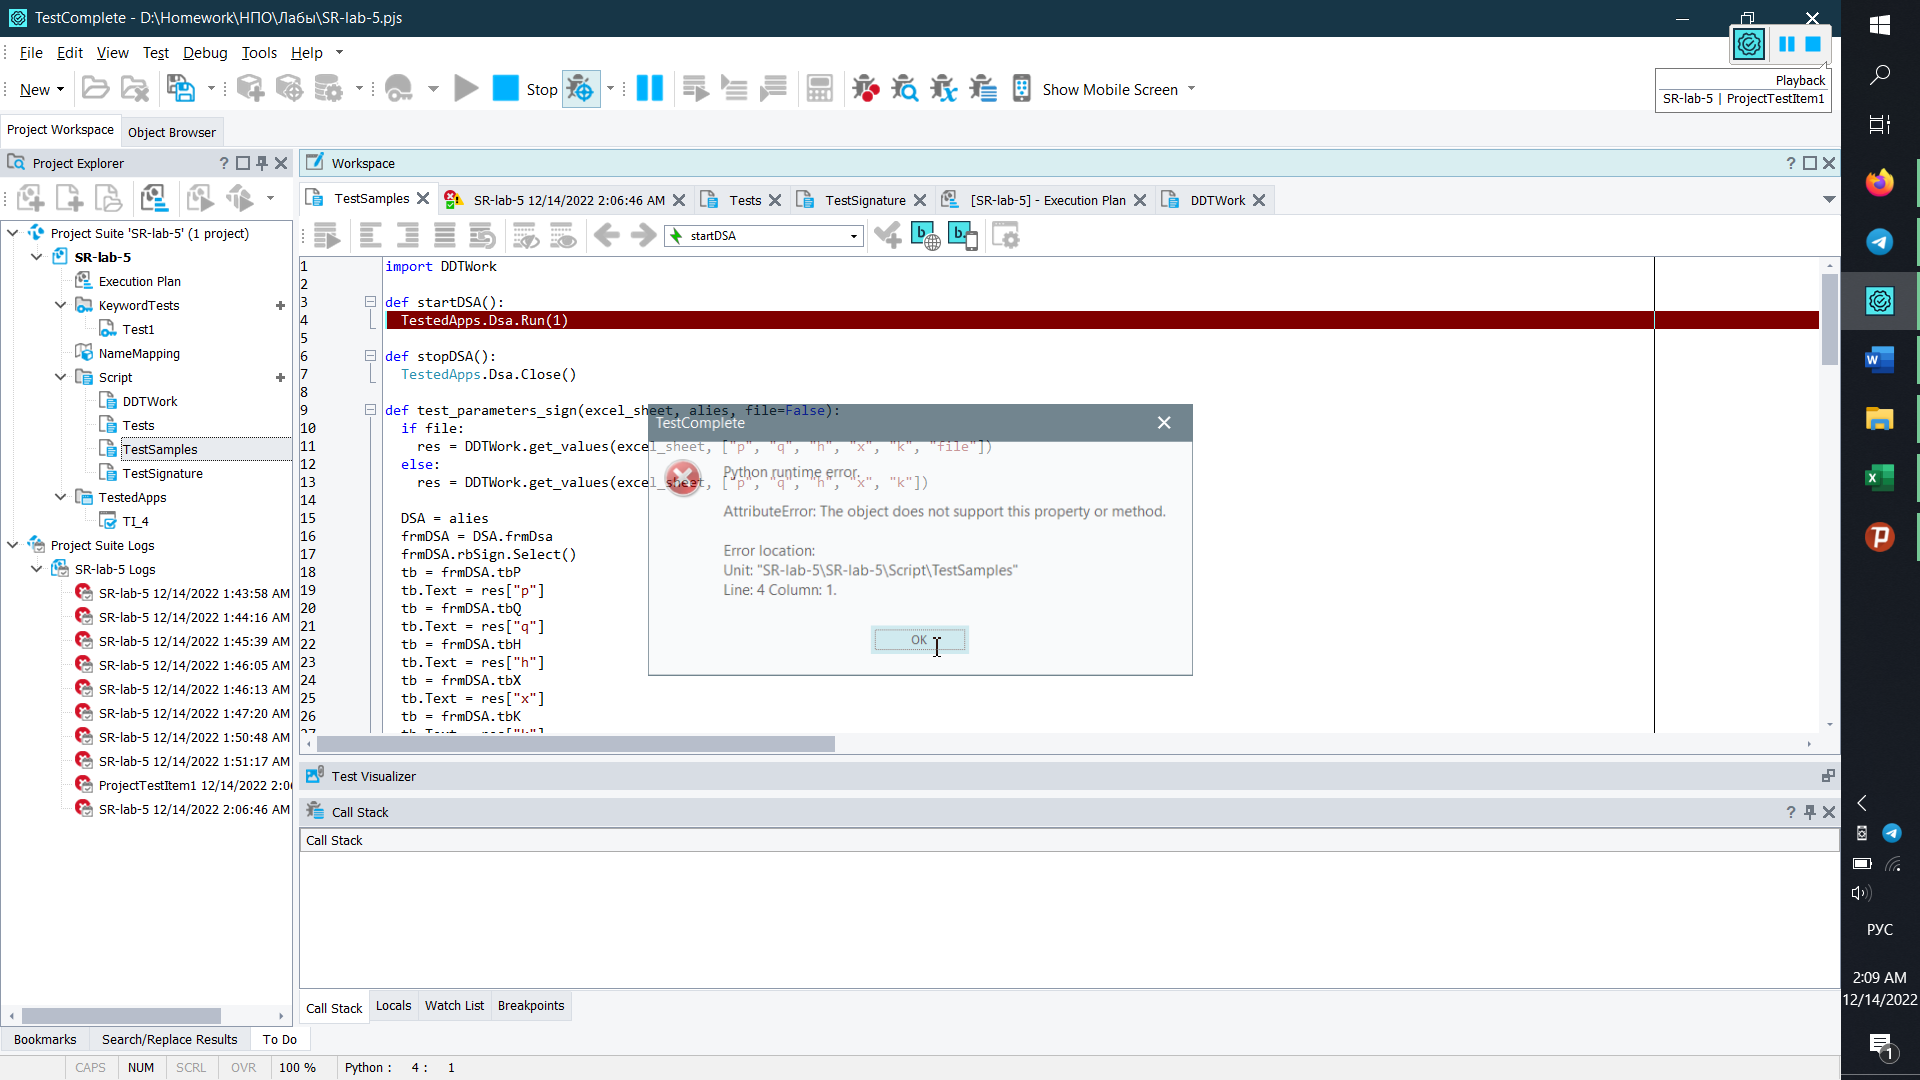 TestComplete - D:\Homework\НПО\Лабы\SR-lab-5.pjs
File Edit View Test Debug Tools Help
New Stop Show Mobile Screen
Playback
SR-lab-5 | ProjectTestItem1
Project Workspace Object Browser
Project Explorer
Workspace
TestSamples SR-lab-5 12/14/2022 2:06:46 AM Tests TestSignature [SR-lab-5] - Execution Plan DDTWork
startDSA
Project Suite 'SR-lab-5' (1 project)
SR-lab-5
Execution Plan
KeywordTests
Test1
NameMapping
Script
DDTWork
Tests
TestSamples
TestSignature
TestedApps
TI_4
Project Suite Logs
SR-lab-5 Logs
SR-lab-5 12/14/2022 1:43:58 AM
SR-lab-5 12/14/2022 1:44:16 AM
SR-lab-5 12/14/2022 1:45:39 AM
SR-lab-5 12/14/2022 1:46:05 AM
SR-lab-5 12/14/2022 1:46:13 AM
SR-lab-5 12/14/2022 1:47:20 AM
SR-lab-5 12/14/2022 1:50:48 AM
SR-lab-5 12/14/2022 1:51:17 AM
ProjectTestItem1 12/14/2022 2:0
SR-lab-5 12/14/2022 2:06:46 AM
1 import DDTWork
2
3 def startDSA():
4 TestedApps.Dsa.Run(1)
5
6 def stopDSA():
7 TestedApps.Dsa.Close()
8
9 def test_parameters_sign(excel_sheet, alies, file=False):
10 if file:
11 res = DDTWork.get_values(excel_sheet, ["p", "q", "h", "x", "k", "file"])
12 else:
13 res = DDTWork.get_values(excel_sheet, ["p", "q", "h", "x", "k"])
14
15 DSA = alies
16 frmDSA = DSA.frmDsa
17 frmDSA.rbSign.Select()
18 tb = frmDSA.tbP
19 tb.Text = res["p"]
20 tb = frmDSA.tbQ
21 tb.Text = res["q"]
22 tb = frmDSA.tbH
23 tb.Text = res["h"]
24 tb = frmDSA.tbX
25 tb.Text = res["x"]
26 tb = frmDSA.tbK
27 tb.Text = res["k"]
TestComplete
Python runtime error.
AttributeError: The object does not support this property or method.
Error location:
Unit: "SR-lab-5\SR-lab-5\Script\TestSamples"
Line: 4 Column: 1.
OK
Test Visualizer
Call Stack
Call Stack
Call Stack Locals Watch List Breakpoints
Bookmarks Search/Replace Results To Do
CAPS NUM SCRL OVR 100 % Python : 4 : 1
РУС
2:09 AM
12/14/2022
1